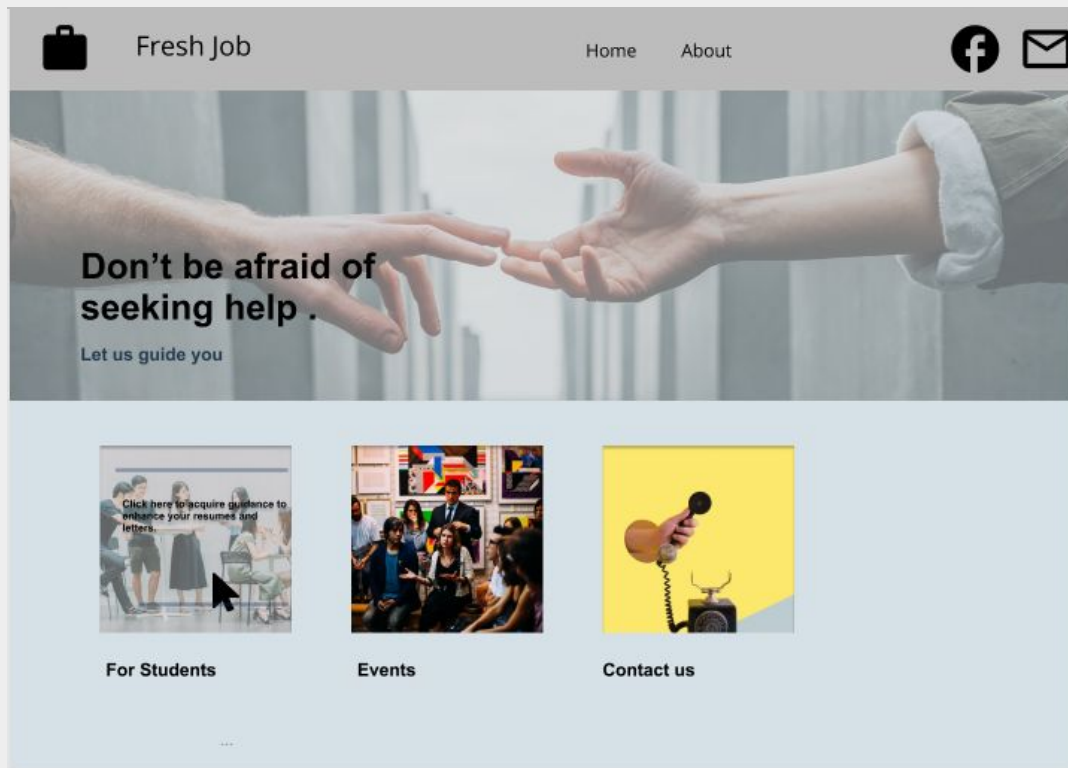 Fresh Job
Home
About
Don’t be afraid of
seeking help .
Let us guide you
Click here to acquire guidance to
enhance your resumes and
letters.
For Students
Events
Contact us
...